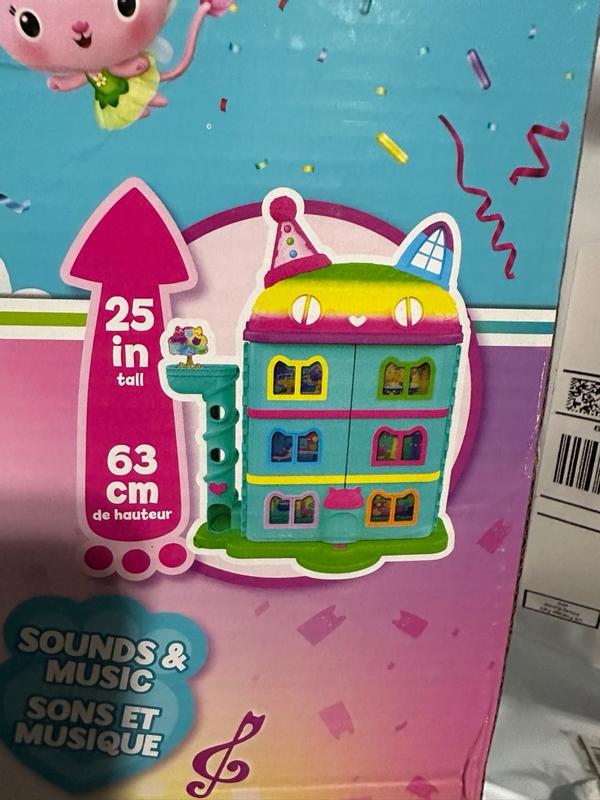 25
in
tall
63
cm
de hauteur
SOUNDS &
MUSIC
SONS ET
MUSIQUE